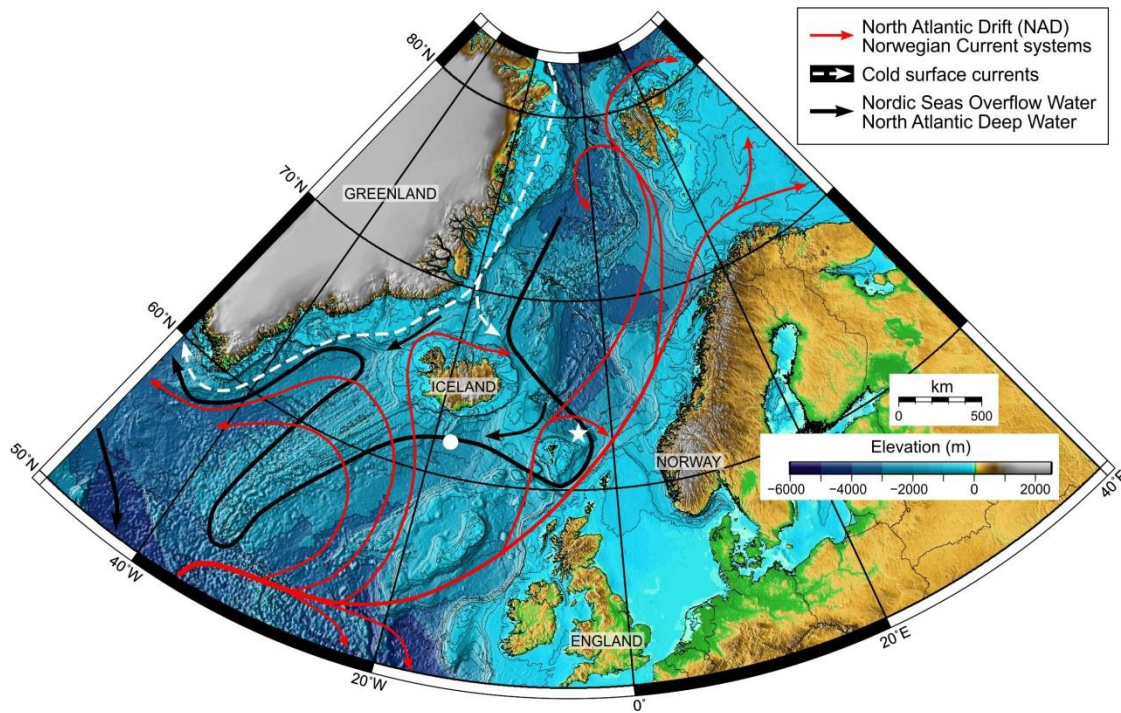 North Atlantic Drift (NAD)
Norwegian Current systems
Cold surface currents
Nordic Seas Overflow Water
North Atlantic Deep Water
80°N
70°N
GREENLAND
60°N
ICELAND
km
0 500
Elevation (m)
−6000 −4000 −2000 0 2000
50°N
NORWAY
40°E
40°W
ENGLAND
20°E
20°W
0°